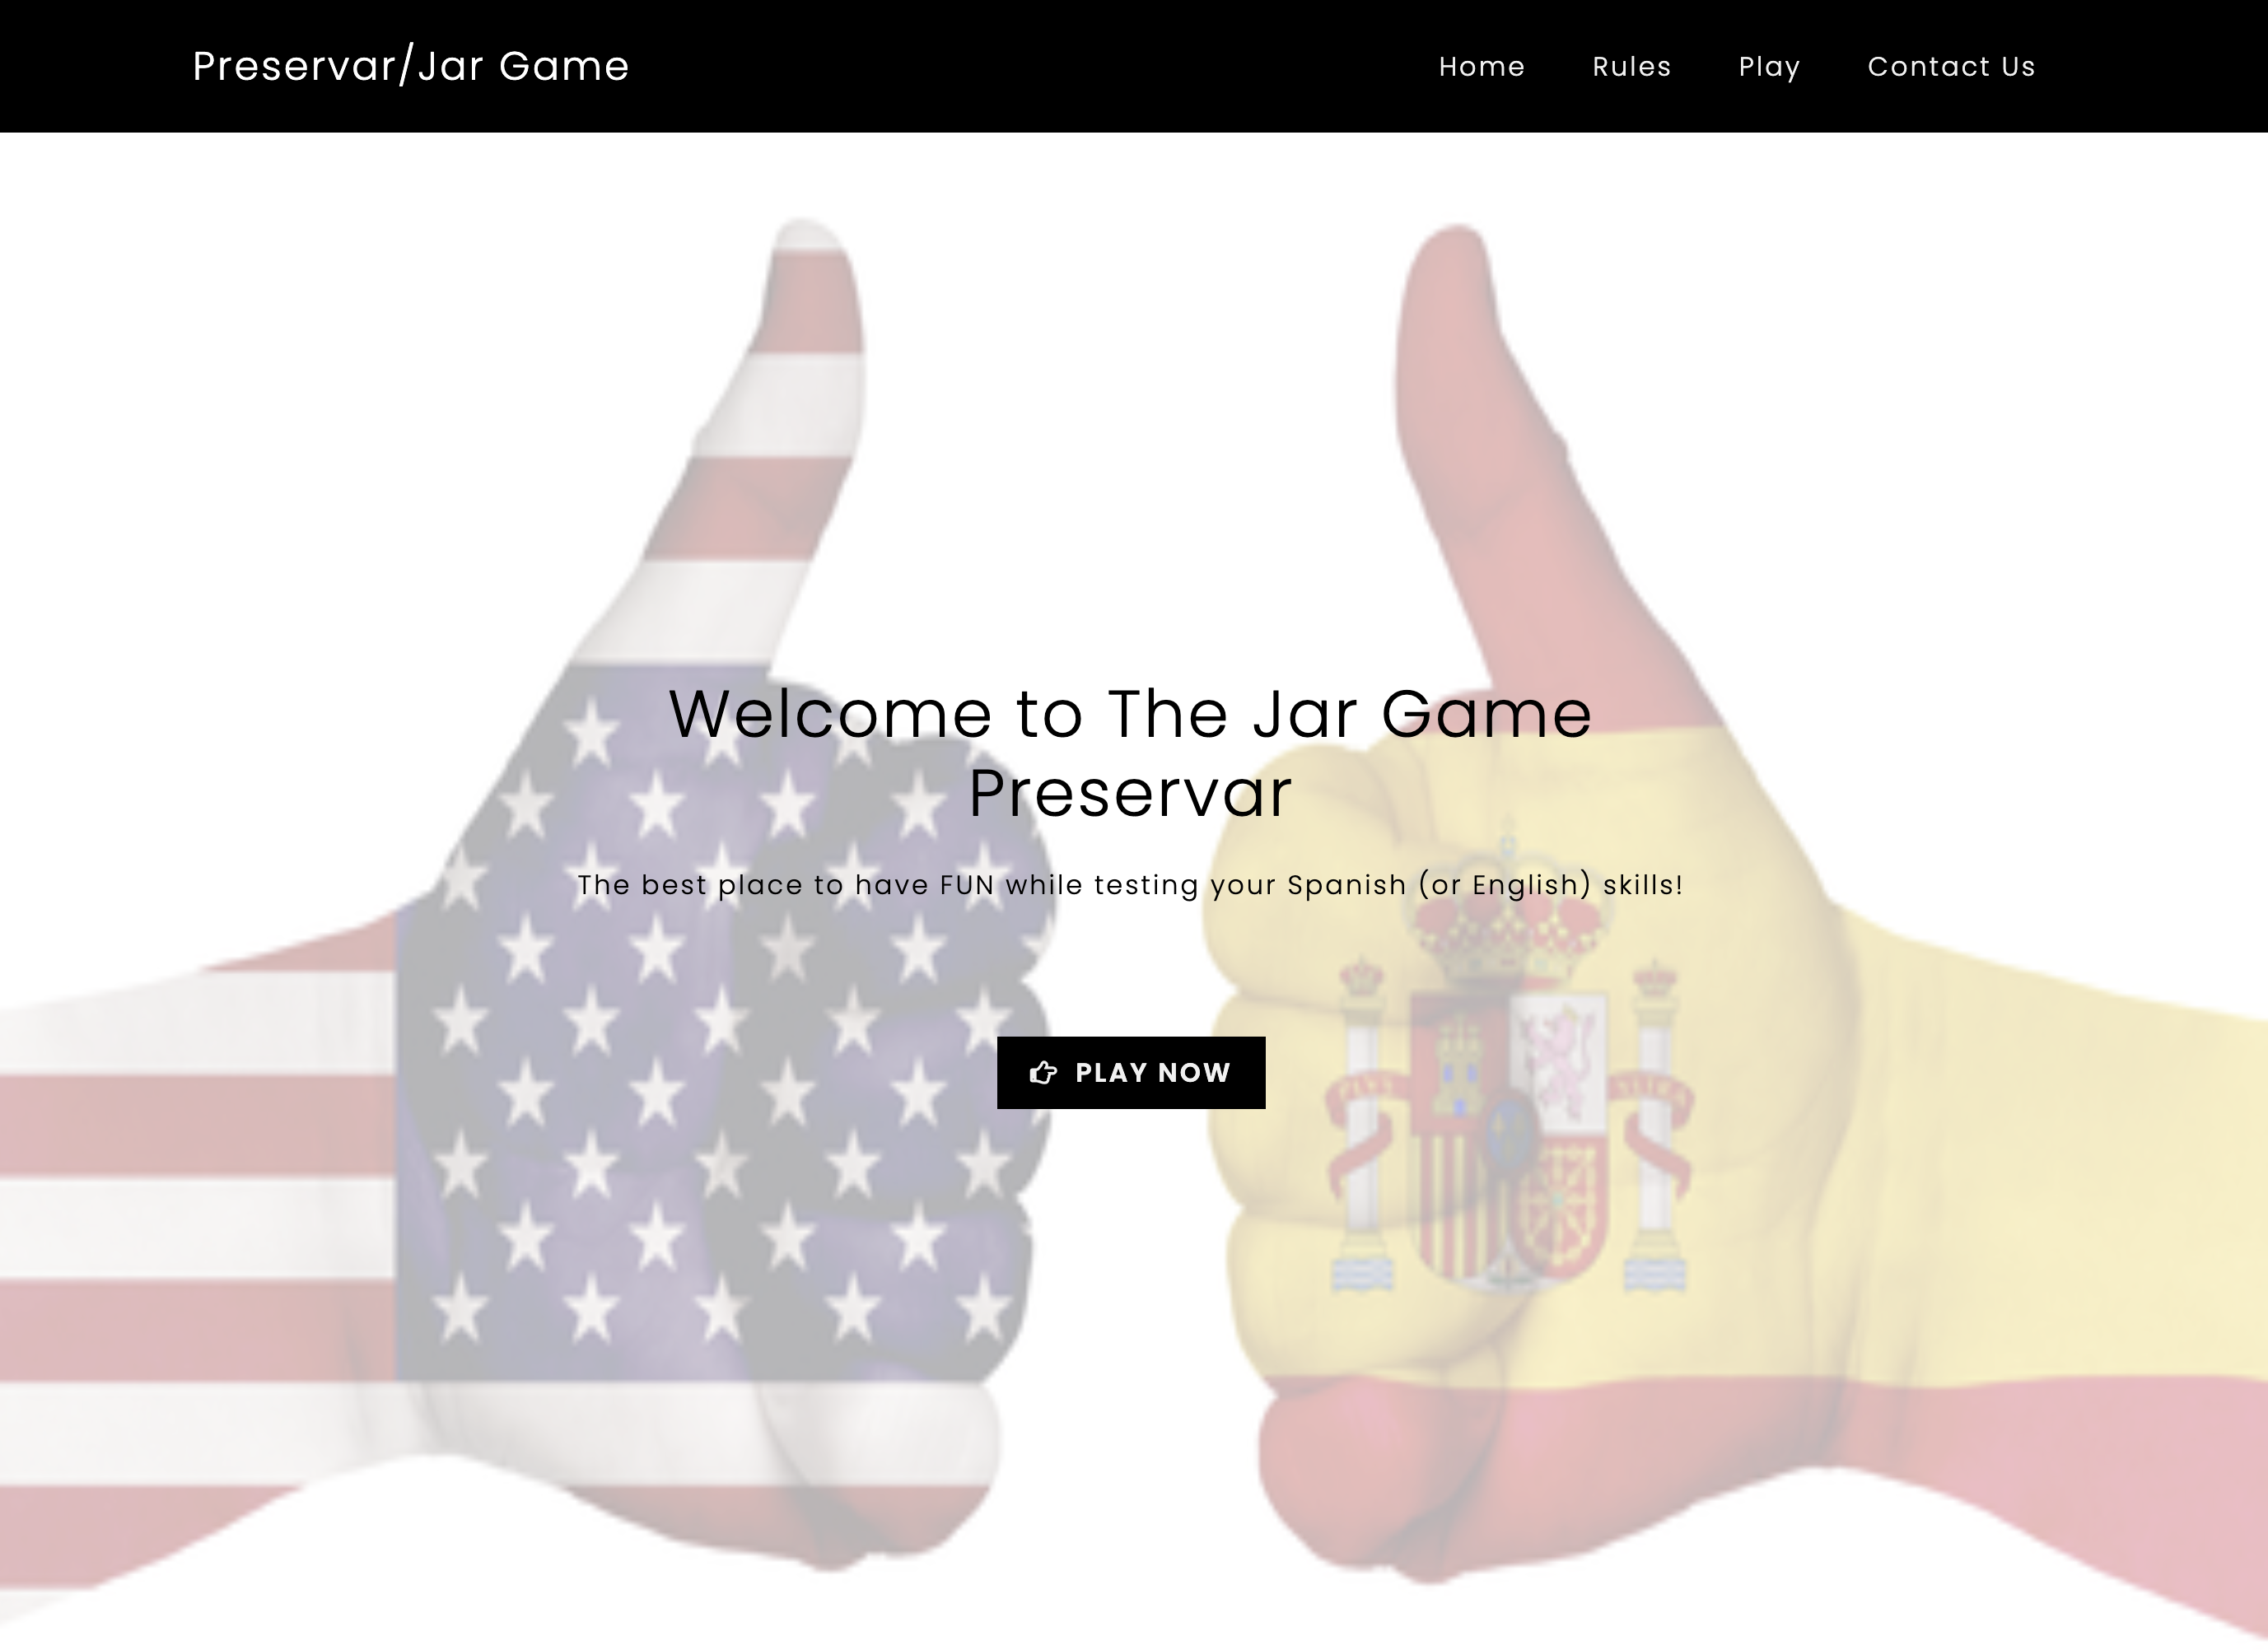 Preservar/Jar Game
Home Rules Play Contact Us
Welcome to The Jar Game
Preservar
The best place to have FUN while testing your Spanish (or English) skills!
PLAY NOW